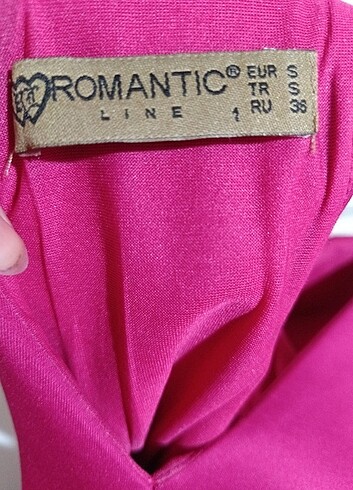 ROMANTIC® EUR S
LINE 1 TR S
RU 36